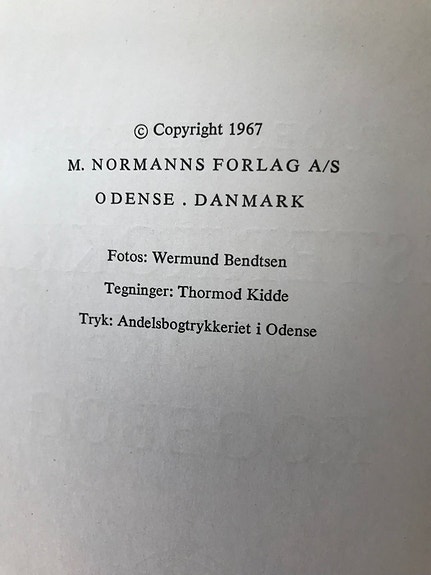 © Copyright 1967
M. NORMANNS FORLAG A/S
ODENSE . DANMARK
Fotos: Wermund Bendtsen
Tegninger: Thormod Kidde
Tryk: Andelsbogtrykkeriet i Odense